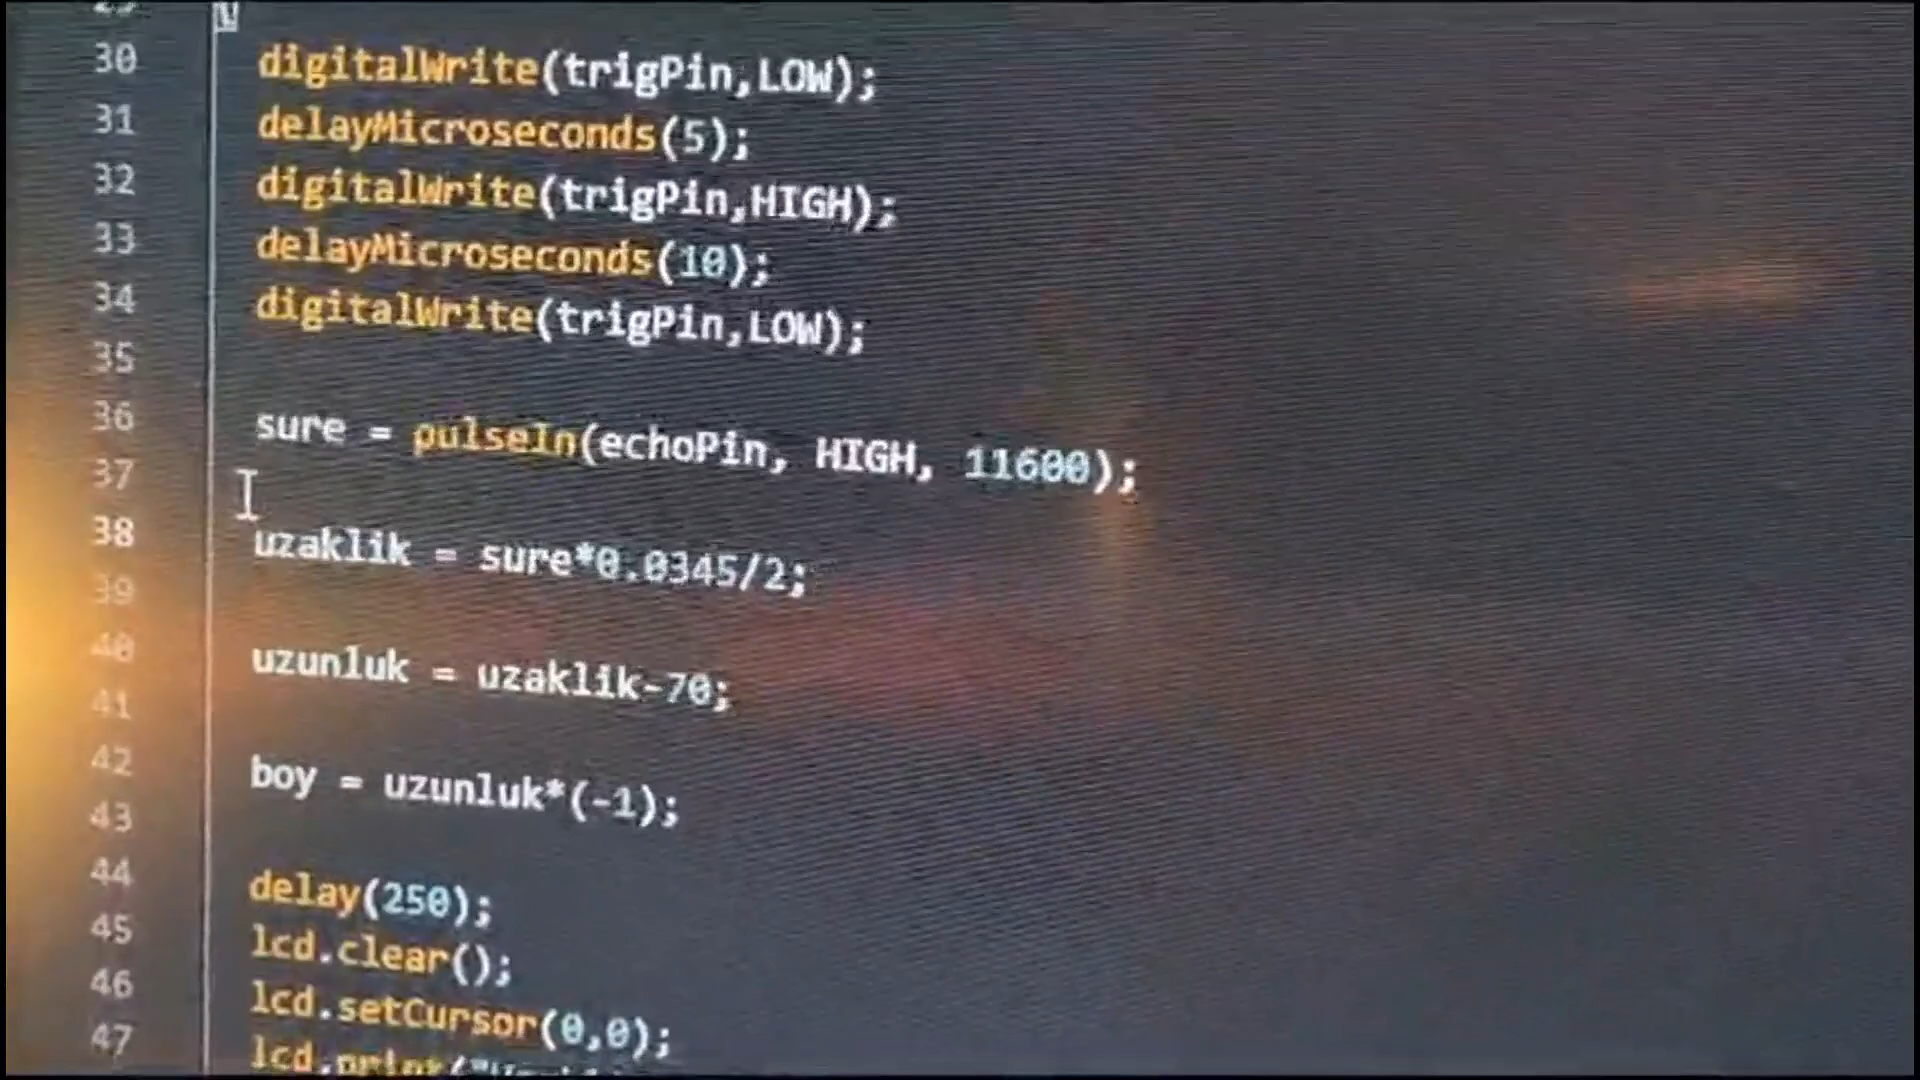 30 digitalWrite(trigPin,LOW);
31 delayMicroseconds(5);
32 digitalWrite(trigPin,HIGH);
33 delayMicroseconds(10);
34 digitalWrite(trigPin,LOW);
35
36 sure = pulseIn(echoPin, HIGH, 11600);
37
38 uzaklik = sure*0.0345/2;
39
40 uzunluk = uzaklik-70;
41
42 boy = uzunluk*(-1);
43
44 delay(250);
45 lcd.clear();
46 lcd.setCursor(0,0);
47 lcd.print("